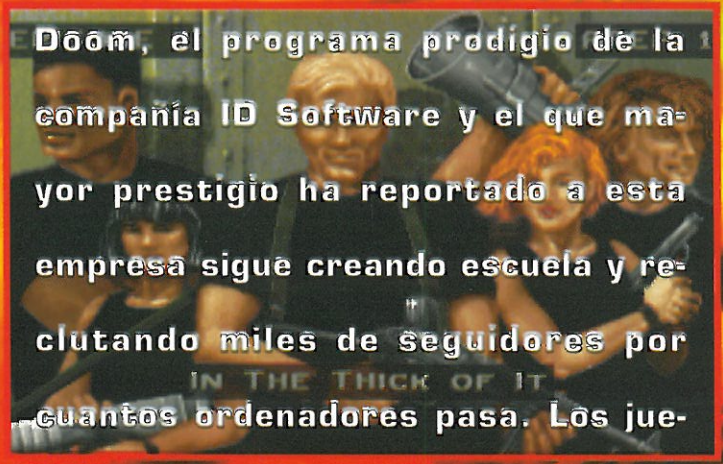 Doom, el programa prodigio de la
compañía ID Software y el que ma-
yor prestigio ha reportado a esta
empresa sigue creando escuela y re-
clutando miles de seguidores por
IN THE THICK OF IT
cuantos ordenadores pasa. Los jue-